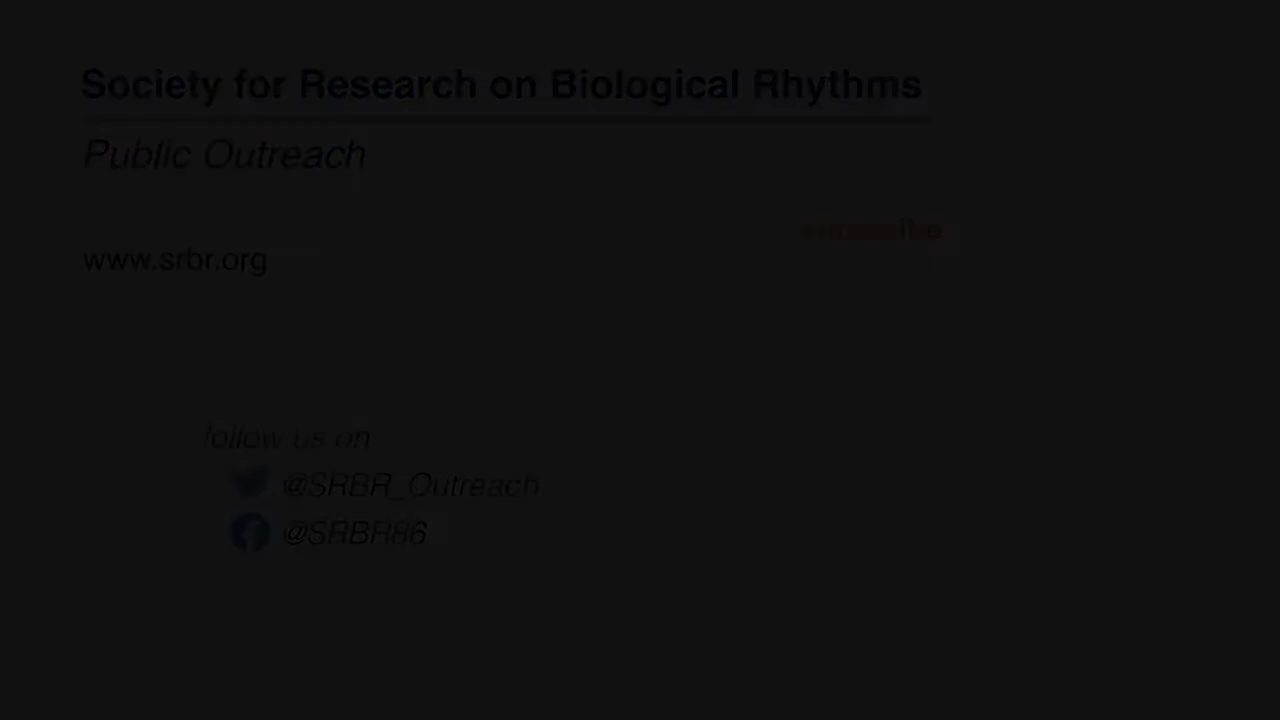 Society for Research on Biological Rhythms
Public Outreach
www.srbr.org
follow us on
@SRBR_Outreach
@SRBR86